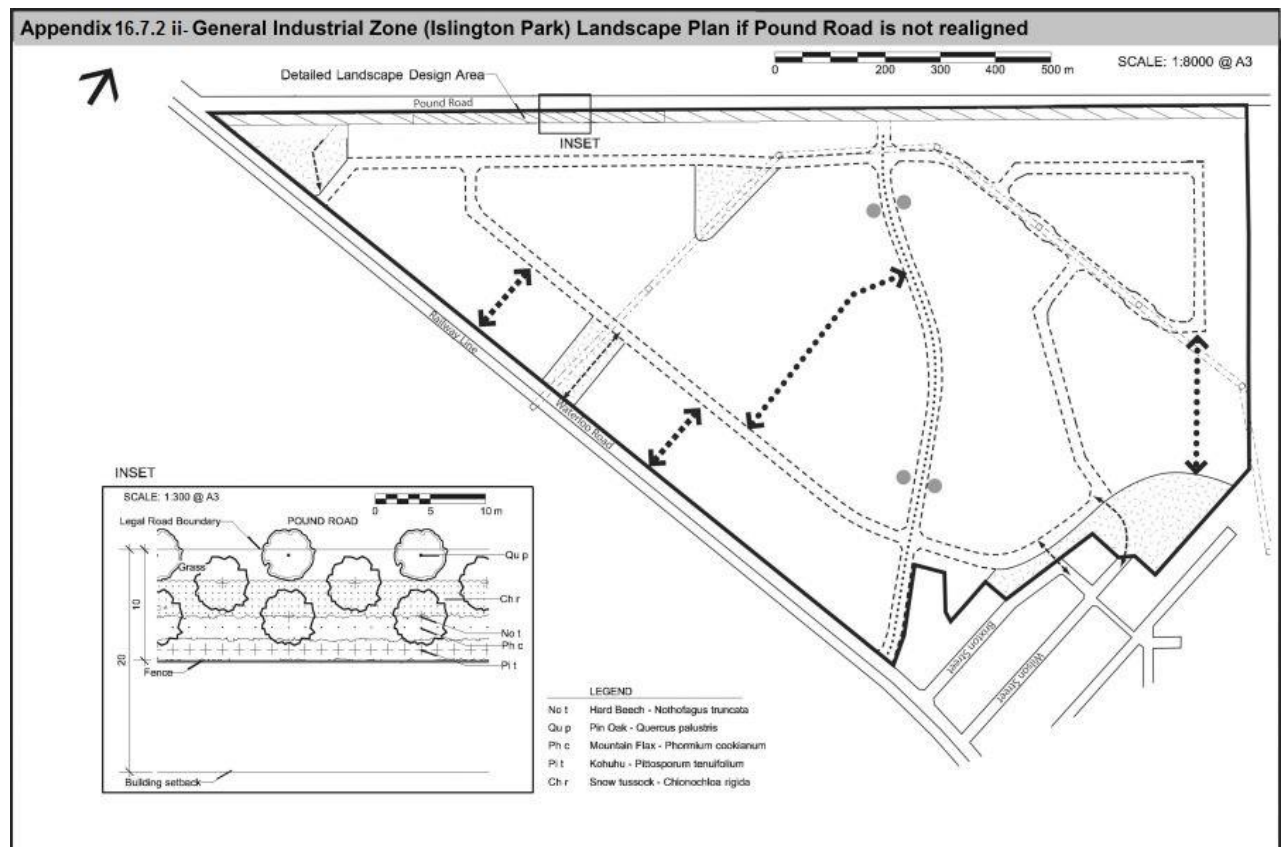 Appendix 16.7.2 ii- General Industrial Zone (Islington Park) Landscape Plan if Pound Road is not realigned
0 200 300 400 500 m
SCALE: 1:8000 @ A3
Detailed Landscape Design Area
Pound Road
INSET
Railway Line
Waterloo Road
Brixton Street
Wilson Street
INSET
SCALE: 1:300 @ A3
0 5 10 m
Legal Road Boundary
POUND ROAD
Qu p
Grass
Ch r
10
No t
Ph c
20
Pi t
Fence
Building setback
LEGEND
No t Hard Beech - Nothofagus truncata
Qu p Pin Oak - Quercus palustris
Ph c Mountain Flax - Phormium cookianum
Pi t Kohuhu - Pittosporum tenuifolium
Ch r Snow tussock - Chionochloa rigida